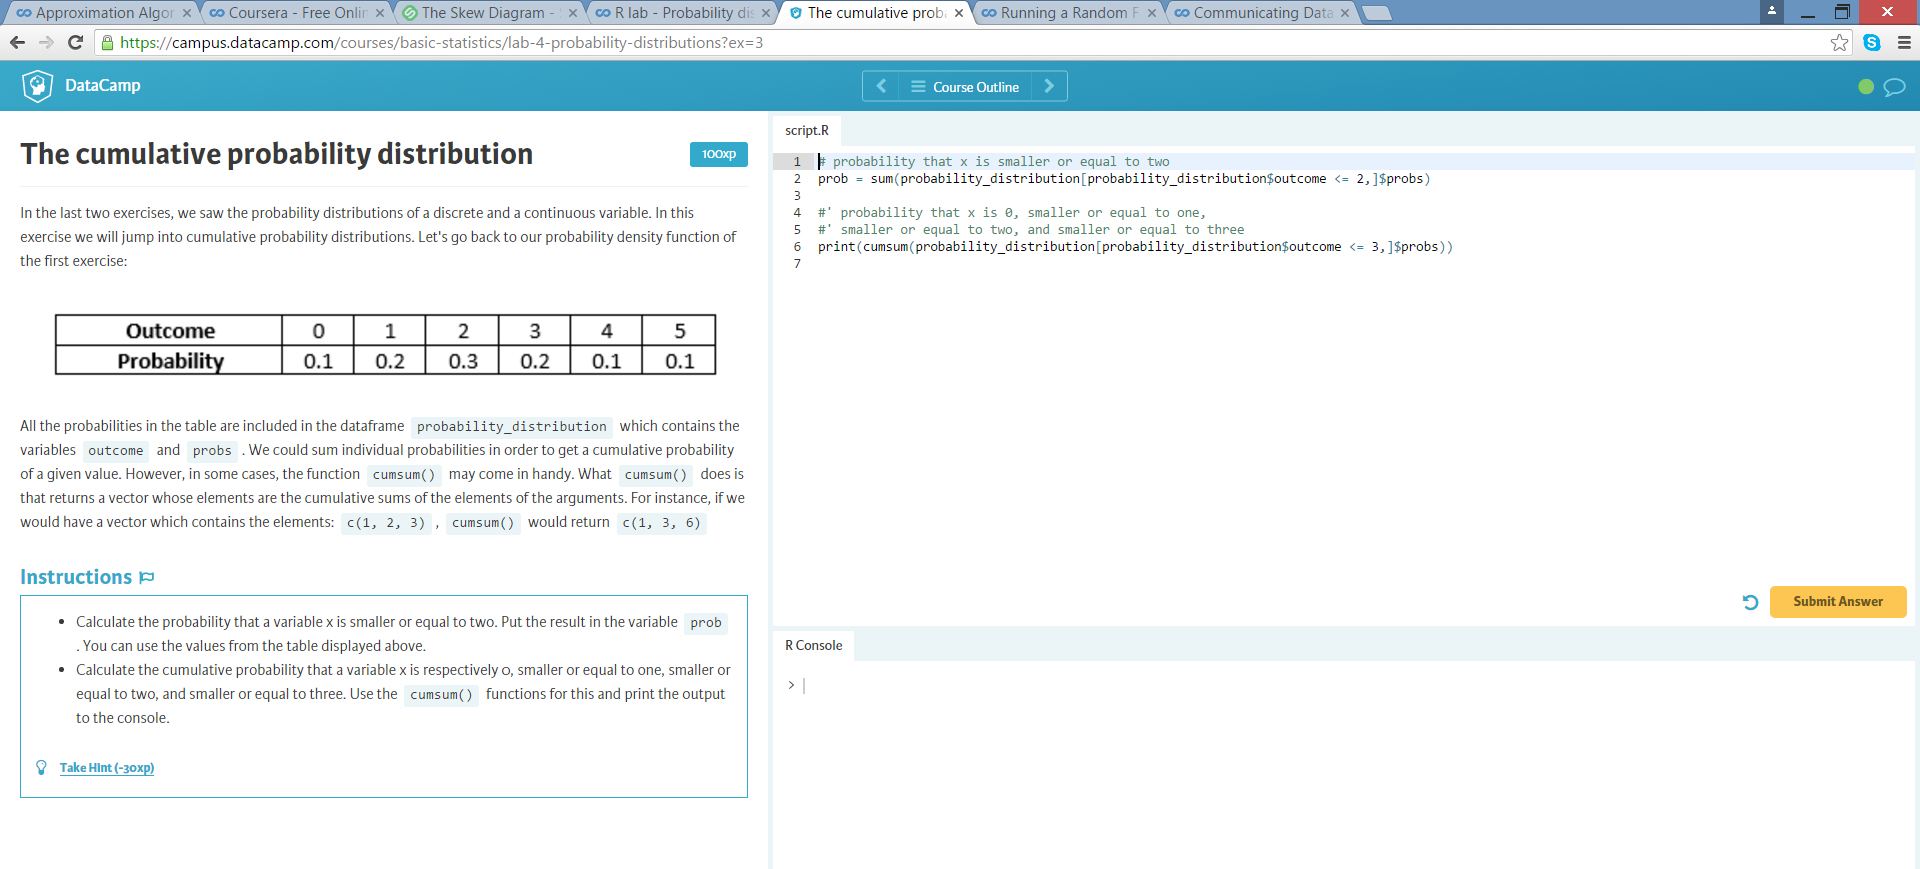 Approximation Algor
Coursera - Free Onlin
The Skew Diagram -
R lab - Probability dis
The cumulative prob
Running a Random F
Communicating Data
https://campus.datacamp.com/courses/basic-statistics/lab-4-probability-distributions?ex=3
DataCamp
Course Outline
The cumulative probability distribution
100xp
In the last two exercises, we saw the probability distributions of a discrete and a continuous variable. In this
exercise we will jump into cumulative probability distributions. Let's go back to our probability density function of
the first exercise:
Outcome 0 1 2 3 4 5
Probability 0.1 0.2 0.3 0.2 0.1 0.1
All the probabilities in the table are included in the dataframe probability_distribution which contains the
variables outcome and probs . We could sum individual probabilities in order to get a cumulative probability
of a given value. However, in some cases, the function cumsum() may come in handy. What cumsum() does is
that returns a vector whose elements are the cumulative sums of the elements of the arguments. For instance, if we
would have a vector which contains the elements: c(1, 2, 3) , cumsum() would return c(1, 3, 6)
Instructions
• Calculate the probability that a variable x is smaller or equal to two. Put the result in the variable prob
. You can use the values from the table displayed above.
• Calculate the cumulative probability that a variable x is respectively 0, smaller or equal to one, smaller or
equal to two, and smaller or equal to three. Use the cumsum() functions for this and print the output
to the console.
Take Hint (-30xp)
script.R
1 # probability that x is smaller or equal to two
2 prob = sum(probability_distribution[probability_distribution$outcome <= 2,]$probs)
3
4 #' probability that x is 0, smaller or equal to one,
5 #' smaller or equal to two, and smaller or equal to three
6 print(cumsum(probability_distribution[probability_distribution$outcome <= 3,]$probs))
7
Submit Answer
R Console
>